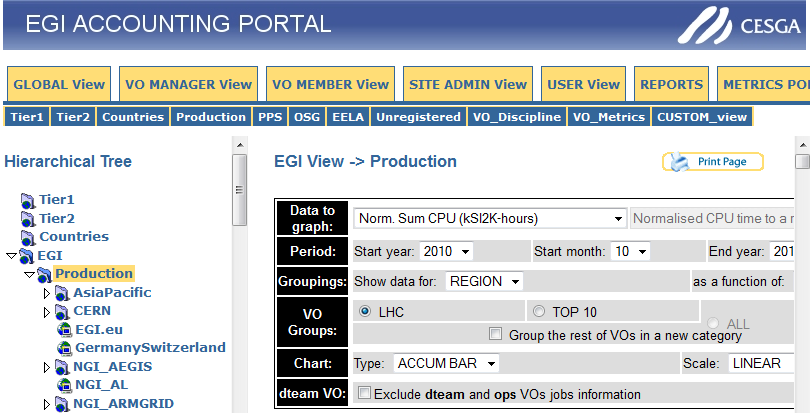 EGI ACCOUNTING PORTAL
CESGA
GLOBAL View VO MANAGER View VO MEMBER View SITE ADMIN View USER View REPORTS METRICS POI
Tier1 Tier2 Countries Production PPS OSG EELA Unregistered VO_Discipline VO_Metrics CUSTOM_view
Hierarchical Tree
Tier1
Tier2
Countries
EGI
Production
AsiaPacific
CERN
EGI.eu
GermanySwitzerland
NGI_AEGIS
NGI_AL
NGI_ARMGRID
EGI View -> Production
Print Page
Data to graph: Norm. Sum CPU (kSI2K-hours) Normalised CPU time to a r
Period: Start year: 2010 Start month: 10 End year: 201
Groupings: Show data for: REGION as a function of:
VO Groups: LHC TOP 10 ALL
Group the rest of VOs in a new category
Chart: Type: ACCUM BAR Scale: LINEAR
dteam VO: Exclude dteam and ops VOs jobs information